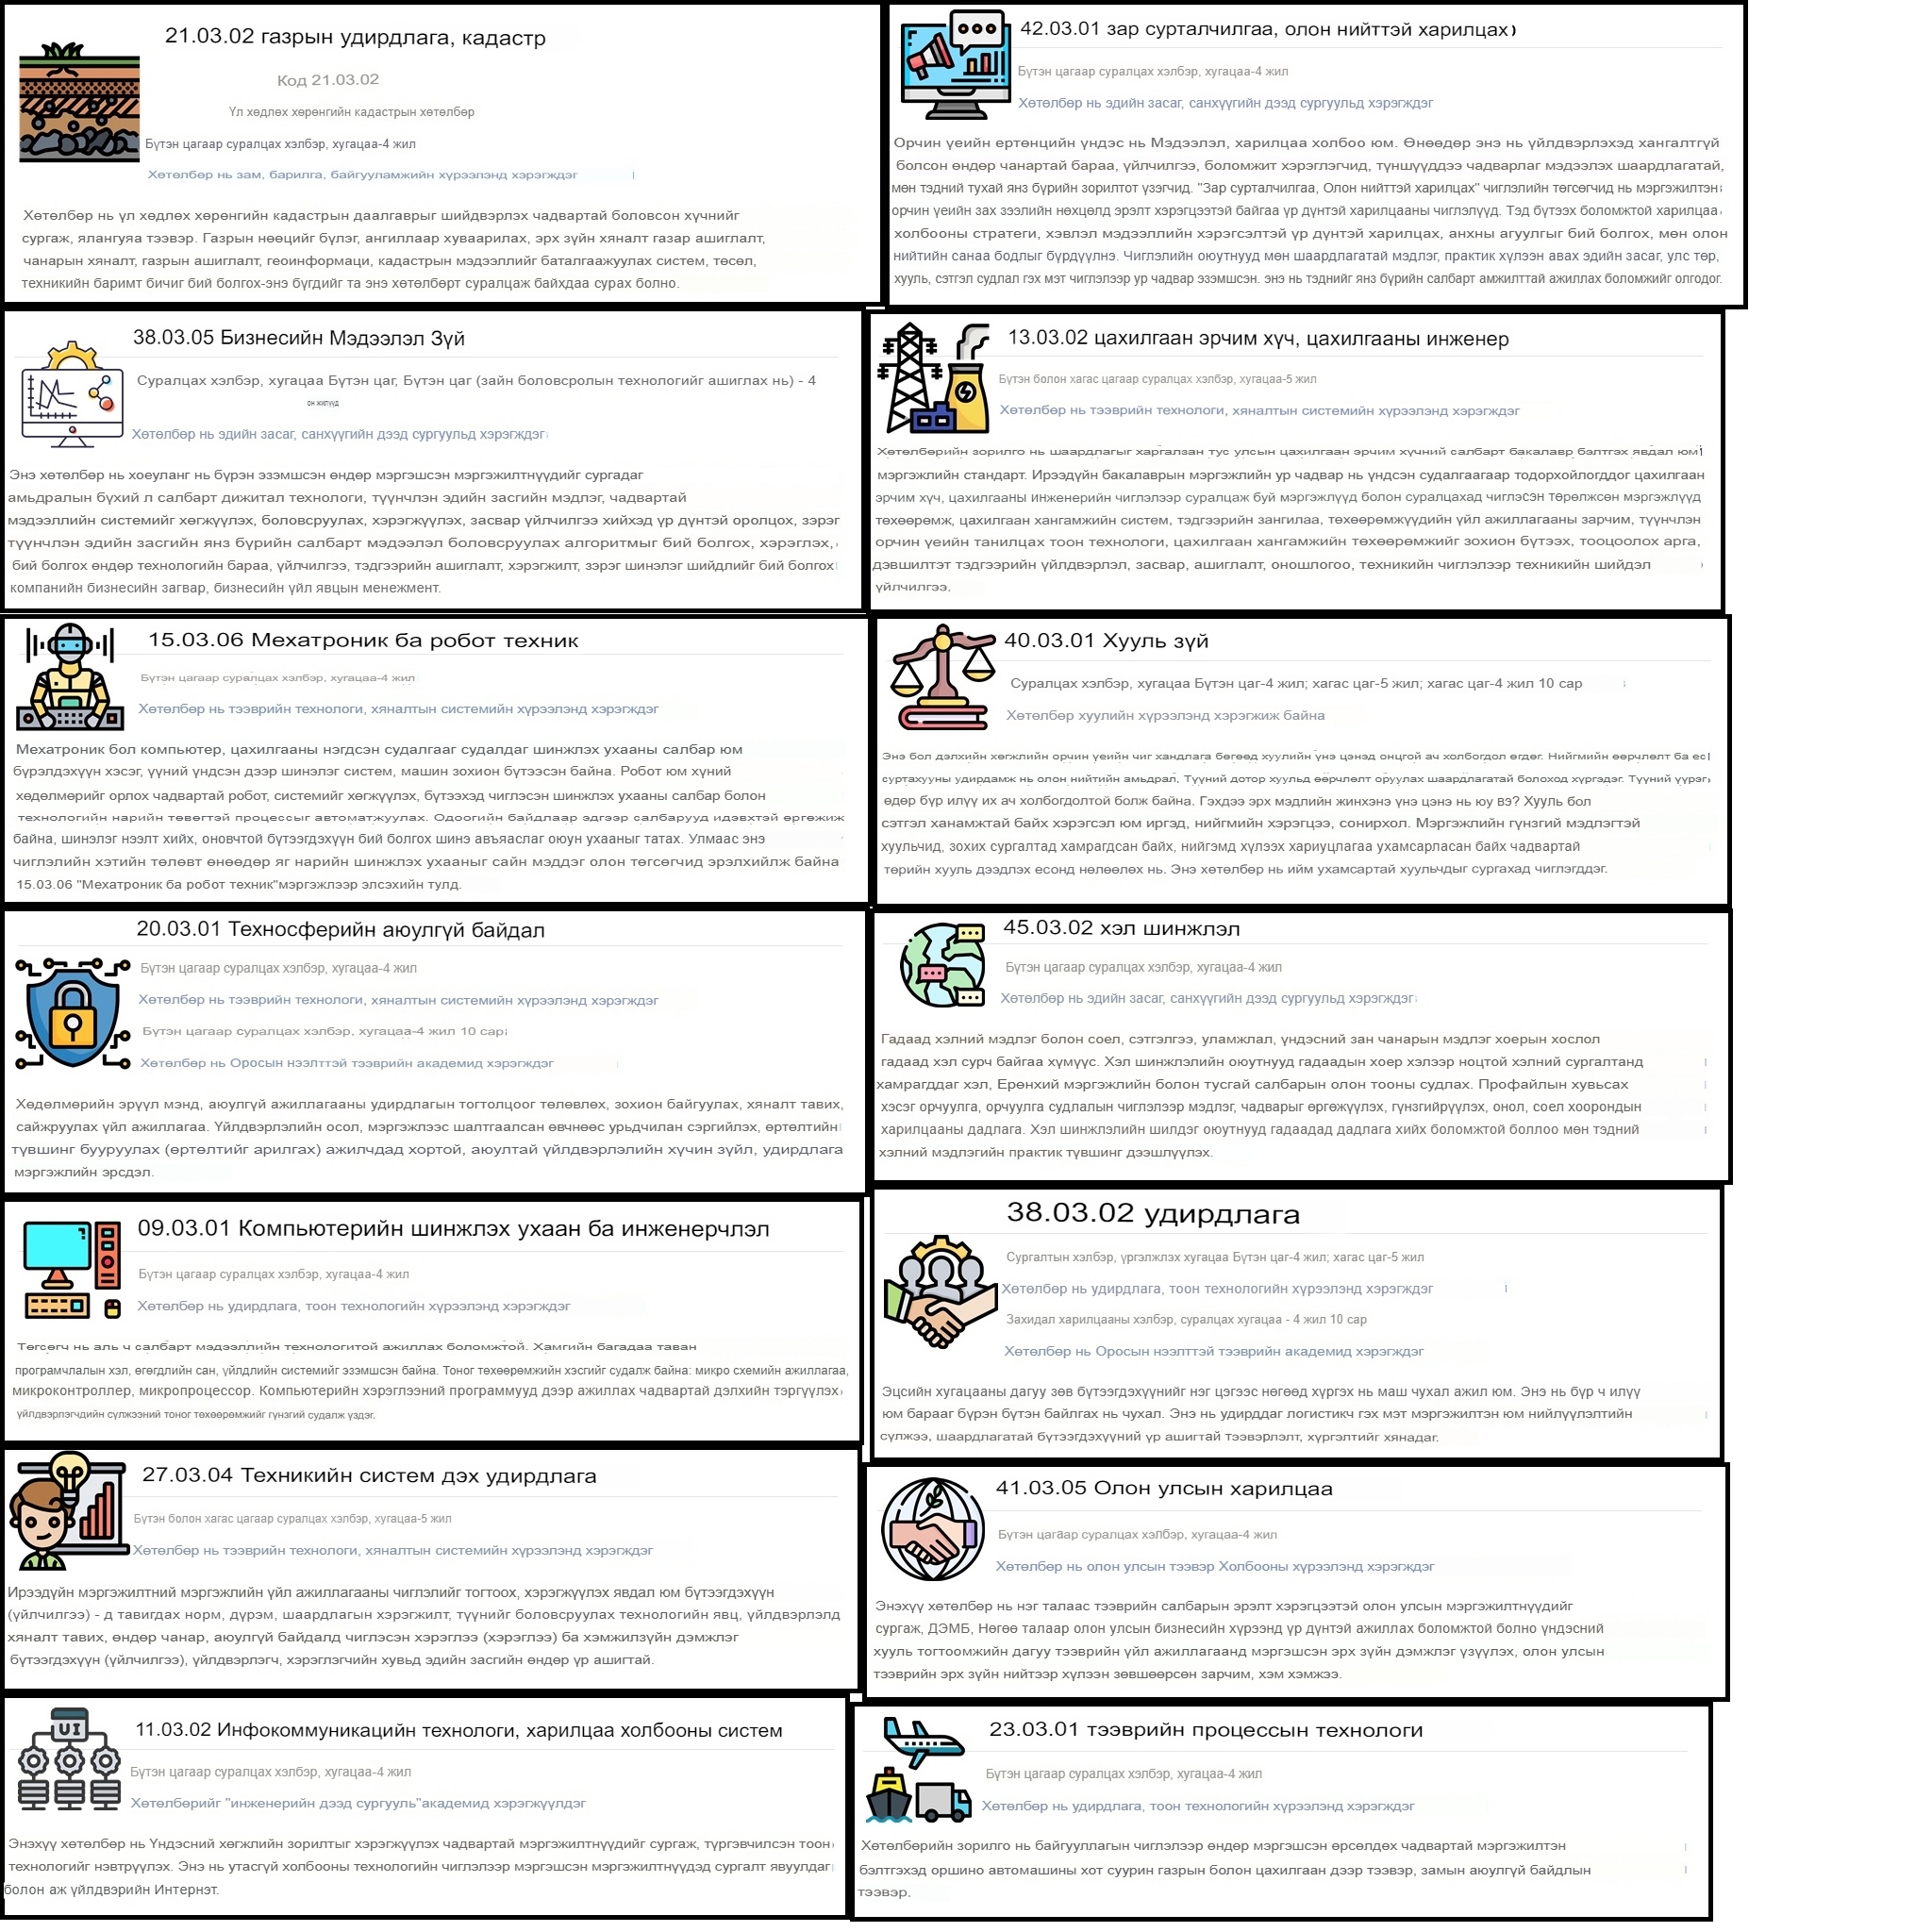 21.03.02 газрын удирдлага, кадастр
Код 21.03.02
Үл хөдлөх хөрөнгийн кадастрын хөтөлбөр
Бүтэн цагаар суралцах хэлбэр, хугацаа-4 жил
Хөтөлбөр нь зам, барилга, байгууламжийн хүрээлэнд хэрэгждэг
Хөтөлбөр нь үл хөдлөх хөрөнгийн кадастрын даалгаврыг шийдвэрлэх чадвартай боловсон хүчнийг
сургаж, ялангуяа тээвэр. Газрын нөөцийг бүлэг, ангиллаар хуваарилах, эрх зүйн хяналт газар ашиглалт,
чанарын хяналт, газрын ашиглалт, геоинформаци, кадастрын мэдээллийг баталгаажуулах систем, төсөл,
техникийн баримт бичиг бий болгох-энэ бүгдийг та энэ хөтөлбөрт суралцаж байхдаа сурах болно.
42.03.01 зар сурталчилгаа, олон нийттэй харилцах)
Бүтэн цагаар суралцах хэлбэр, хугацаа-4 жил
Хөтөлбөр нь эдийн засаг, санхүүгийн дээд сургуульд хэрэгждэг
Орчин үеийн ертөнцийн үндэс нь Мэдээлэл, харилцаа холбоо юм. Өнөөдөр энэ нь үйлдвэрлэхэд хангалтгүй
болсон өндөр чанартай бараа, үйлчилгээ, боломжит хэрэглэгчид, түншүүддээ чадварлаг мэдээлэх шаардлагатай,
мөн тэдний тухай янз бүрийн зорилтот үзэгчид. "Зар сурталчилгаа, Олон нийттэй харилцах" чиглэлийн төгсөгчид нь мэргэжилтэн
орчин үеийн зах зээлийн нөхцөлд эрэлт хэрэгцээтэй байгаа үр дүнтэй харилцааны чиглэлүүд. Тэд бүтээх боломжтой харилцаа
холбооны стратеги, хэвлэл мэдээллийн хэрэгсэлтэй үр дүнтэй харилцах, анхны агуулгыг бий болгох, мөн олон
нийтийн санаа бодлыг бүрдүүлнэ. Чиглэлийн оюутнууд мөн шаардлагатай мэдлэг, практик хүлээн авах эдийн засаг, улс төр,
хууль, сэтгэл судлал гэх мэт чиглэлээр ур чадвар эзэмшсэн. энэ нь тэднийг янз бүрийн салбарт амжилттай ажиллах боломжийг олгодог.
38.03.05 Бизнесийн Мэдээлэл Зүй
Суралцах хэлбэр, хугацаа Бүтэн цаг, Бүтэн цаг (зайн боловсролын технологийг ашиглах нь) - 4
он жилүүд
Хөтөлбөр нь эдийн засаг, санхүүгийн дээд сургуульд хэрэгждэг
Энэ хөтөлбөр нь хоеуланг нь бүрэн эзэмшсэн өндөр мэргэшсэн мэргэжилтнүүдийг сургадаг
амьдралын бүхий л салбарт дижитал технологи, түүнчлэн эдийн засгийн мэдлэг, чадвартай
мэдээллийн системийг хөгжүүлэх, боловсруулах, хэрэгжүүлэх, засвар үйлчилгээ хийхэд үр дүнтэй оролцох, зэрэг
түүнчлэн эдийн засгийн янз бүрийн салбарт мэдээлэл боловсруулах алгоритмыг бий болгох, хэрэглэх,
бий болгох өндөр технологийн бараа, үйлчилгээ, тэдгээрийн ашиглалт, хэрэгжилт, зэрэг шинэлэг шийдлийг бий болгох
компанийн бизнесийн загвар, бизнесийн үйл явцын менежмент.
13.03.02 цахилгаан эрчим хүч, цахилгааны инженер
Бүтэн болон хагас цагаар суралцах хэлбэр, хугацаа-5 жил
Хөтөлбөр нь тээврийн технологи, хяналтын системийн хүрээлэнд хэрэгждэг
Хөтөлбөрийн зорилго нь шаардлагыг харгалзан тус улсын цахилгаан эрчим хүчний салбарт бакалавр бэлтгэх явдал юм
мэргэжлийн стандарт. Ирээдүйн бакалаврын мэргэжлийн ур чадвар нь үндсэн судалгаагаар тодорхойлогддог цахилгаан
эрчим хүч, цахилгааны инженерийн чиглэлээр суралцаж буй мэргэжлүүд болон суралцахад чиглэсэн төрөлжсөн мэргэжлүүд
төхөөрөмж, цахилгаан хангамжийн систем, тэдгээрийн зангилаа, төхөөрөмжүүдийн үйл ажиллагааны зарчим, түүнчлэн
орчин үеийн танилцах тоон технологи, цахилгаан хангамжийн төхөөрөмжийг зохион бүтээх, тооцоолох арга,
дэвшилтэт тэдгээрийн үйлдвэрлэл, засвар, ашиглалт, оношлогоо, техникийн чиглэлээр техникийн шийдэл
үйлчилгээ.
15.03.06 Мехатроник ба робот техник
Бүтэн цагаар суралцах хэлбэр, хугацаа-4 жил
Хөтөлбөр нь тээврийн технологи, хяналтын системийн хүрээлэнд хэрэгждэг
Мехатроник бол компьютер, цахилгааны нэгдсэн судалгааг судалдаг шинжлэх ухааны салбар юм
бүрэлдэхүүн хэсэг, үүний үндсэн дээр шинэлэг систем, машин зохион бүтээсэн байна. Робот юм хүний
хөдөлмөрийг орлох чадвартай робот, системийг хөгжүүлэх, бүтээхэд чиглэсэн шинжлэх ухааны салбар болон
технологийн нарийн төвөгтэй процессыг автоматжуулах. Одоогийн байдлаар эдгээр салбарууд идэвхтэй өргөжиж
байна, шинэлэг нээлт хийх, оновчтой бүтээгдэхүүн бий болгох шинэ авъяаслаг оюун ухааныг татах. Улмаас энэ
чиглэлийн хэтийн төлөвт өнөөдөр яг нарийн шинжлэх ухааныг сайн мэддэг олон төгсөгчид эрэлхийлж байна
15.03.06 "Мехатроник ба робот техник"мэргэжлээр элсэхийн тулд.
40.03.01 Хууль зүй
Суралцах хэлбэр, хугацаа Бүтэн цаг-4 жил; хагас цаг-5 жил; хагас цаг-4 жил 10 сар
Хөтөлбөр хуулийн хүрээлэнд хэрэгжиж байна
Энэ бол дэлхийн хөгжлийн орчин үеийн чиг хандлага бөгөөд хуулийн үнэ цэнэд онцгой ач холбогдол өгдөг. Нийгмийн өөрчлөлт ба ёс
суртахууны удирдамж нь олон нийтийн амьдрал, Түүний дотор хуульд өөрчлөлт оруулах шаардлагатай болоход хүргэдэг. Түүний үүрэг
өдөр бүр илүү их ач холбогдолтой болж байна. Гэхдээ эрх мэдлийн жинхэнэ үнэ цэнэ нь юу вэ? Хууль бол
сэтгэл ханамжтай байх хэрэгсэл юм иргэд, нийгмийн хэрэгцээ, сонирхол. Мэргэжлийн гүнзгий мэдлэгтэй
хуульчид, зохих сургалтад хамрагдсан байх, нийгэмд хүлээх хариуцлагаа ухамсарласан байх чадвартай
төрийн хууль дээдлэх ёсонд нөлөөлөх нь. Энэ хөтөлбөр нь ийм ухамсартай хуульчдыг сургахад чиглэгддэг.
20.03.01 Техносферийн аюулгүй байдал
Бүтэн цагаар суралцах хэлбэр, хугацаа-4 жил
Хөтөлбөр нь тээврийн технологи, хяналтын системийн хүрээлэнд хэрэгждэг
Бүтэн цагаар суралцах хэлбэр, хугацаа-4 жил 10 сар
Хөтөлбөр нь Оросын нээлттэй тээврийн академид хэрэгждэг
Хөдөлмөрийн эрүүл мэнд, аюулгүй ажиллагааны удирдлагын тогтолцоог төлөвлөх, зохион байгуулах, хяналт тавих,
сайжруулах үйл ажиллагаа. Үйлдвэрлэлийн осол, мэргэжлээс шалтгаалсан өвчнөөс урьдчилан сэргийлэх, өртөлтийн
түвшинг бууруулах (өртөлтийг арилгах) ажилчдад хортой, аюултай үйлдвэрлэлийн хүчин зүйл, удирдлага
мэргэжлийн эрсдэл.
45.03.02 хэл шинжлэл
Бүтэн цагаар суралцах хэлбэр, хугацаа-4 жил
Хөтөлбөр нь эдийн засаг, санхүүгийн дээд сургуульд хэрэгждэг
Гадаад хэлний мэдлэг болон соел, сэтгэлгээ, уламжлал, үндэсний зан чанарын мэдлэг хоерын хослол
гадаад хэл сурч байгаа хүмүүс. Хэл шинжлэлийн оюутнууд гадаадын хоер хэлээр ноцтой хэлний сургалтанд
хамрагддаг хэл, Ерөнхий мэргэжлийн болон тусгай салбарын олон тооны судлах. Профайлын хувьсах
хэсэг орчуулга, орчуулга судлалын чиглэлээр мэдлэг, чадварыг өргөжүүлэх, гүнзгийрүүлэх, онол, соел хоорондын
харилцааны дадлага. Хэл шинжлэлийн шилдэг оюутнууд гадаадад дадлага хийх боломжтой боллоо мөн тэдний
хэлний мэдлэгийн практик түвшинг дээшлүүлэх.
09.03.01 Компьютерийн шинжлэх ухаан ба инженерчлэл
Бүтэн цагаар суралцах хэлбэр, хугацаа-4 жил
Хөтөлбөр нь удирдлага, тоон технологийн хүрээлэнд хэрэгждэг
Төгсөгч нь аль ч салбарт мэдээллийн технологитой ажиллах боломжтой. Хамгийн багадаа таван
програмчлалын хэл, өгөгдлийн сан, үйлдлийн системийг эзэмшсэн байна. Тоног төхөөрөмжийн хэсгийг судалж байна: микро схемийн ажиллагаа,
микроконтроллер, микропроцессор. Компьютерийн хэрэглээний программууд дээр ажиллах чадвартай дэлхийн тэргүүлэх
үйлдвэрлэгчдийн сүлжээний тоног төхөөрөмжийг гүнзгий судалж үздэг.
38.03.02 удирдлага
Сургалтын хэлбэр, үргэлжлэх хугацаа Бүтэн цаг-4 жил; хагас цаг-5 жил
Хөтөлбөр нь удирдлага, тоон технологийн хүрээлэнд хэрэгждэг
Захидал харилцааны хэлбэр, суралцах хугацаа - 4 жил 10 сар
Хөтөлбөр нь Оросын нээлттэй тээврийн академид хэрэгждэг
Эцсийн хугацааны дагуу зөв бүтээгдэхүүнийг нэг цэгээс нөгөөд хүргэх нь маш чухал ажил юм. Энэ нь бүр ч илүү
юм барааг бүрэн бүтэн байлгах нь чухал. Энэ нь удирддаг логистикч гэх мэт мэргэжилтэн юм нийлүүлэлтийн
сүлжээ, шаардлагатай бүтээгдэхүүний үр ашигтай тээвэрлэлт, хүргэлтийг хянадаг.
27.03.04 Техникийн систем дэх удирдлага
Бүтэн болон хагас цагаар суралцах хэлбэр, хугацаа-5 жил
Хөтөлбөр нь тээврийн технологи, хяналтын системийн хүрээлэнд хэрэгждэг
Ирээдүйн мэргэжилтний мэргэжлийн үйл ажиллагааны чиглэлийг тогтоох, хэрэгжүүлэх явдал юм бүтээгдэхүүн
(үйлчилгээ) - д тавигдах норм, дүрэм, шаардлагын хэрэгжилт, түүнийг боловсруулах технологийн явц, үйлдвэрлэлд
хяналт тавих, өндөр чанар, аюулгүй байдалд чиглэсэн хэрэглээ (хэрэглээ) ба хэмжилзүйн дэмжлэг
бүтээгдэхүүн (үйлчилгээ), үйлдвэрлэгч, хэрэглэгчийн хувьд эдийн засгийн өндөр үр ашигтай.
41.03.05 Олон улсын харилцаа
Бүтэн цагаар суралцах хэлбэр, хугацаа-4 жил
Хөтөлбөр нь олон улсын тээвэр Холбооны хүрээлэнд хэрэгждэг
Энэхүү хөтөлбөр нь нэг талаас тээврийн салбарын эрэлт хэрэгцээтэй олон улсын мэргэжилтнүүдийг
сургаж, ДЭМБ, Нөгөө талаар олон улсын бизнесийн хүрээнд үр дүнтэй ажиллах боломжтой болно үндэсний
хууль тогтоомжийн дагуу тээврийн үйл ажиллагаанд мэргэшсэн эрх зүйн дэмжлэг үзүүлэх, олон улсын
тээврийн эрх зүйн нийтээр хүлээн зөвшөөрсөн зарчим, хэм хэмжээ.
UI
11.03.02 Инфокоммуникацийн технологи, харилцаа холбооны систем
Бүтэн цагаар суралцах хэлбэр, хугацаа-4 жил
Хөтөлбөрийг "инженерийн дээд сургууль"академид хэрэгжүүлдэг
Энэхүү хөтөлбөр нь Үндэсний хөгжлийн зорилтыг хэрэгжүүлэх чадвартай мэргэжилтнүүдийг сургаж, түргэвчилсэн тоон
технологийг нэвтрүүлэх. Энэ нь утасгүй холбооны технологийн чиглэлээр мэргэшсэн мэргэжилтнүүдэд сургалт явуулдаг
болон аж үйлдвэрийн Интернэт.
23.03.01 тээврийн процессын технологи
Бүтэн цагаар суралцах хэлбэр, хугацаа-4 жил
Хөтөлбөр нь удирдлага, тоон технологийн хүрээлэнд хэрэгждэг
Хөтөлбөрийн зорилго нь байгууллагын чиглэлээр өндөр мэргэшсэн өрсөлдөх чадвартай мэргэжилтэн
бэлтгэхэд оршино автомашины хот суурин газрын болон цахилгаан дээр тээвэр, замын аюулгүй байдлын
тээвэр.